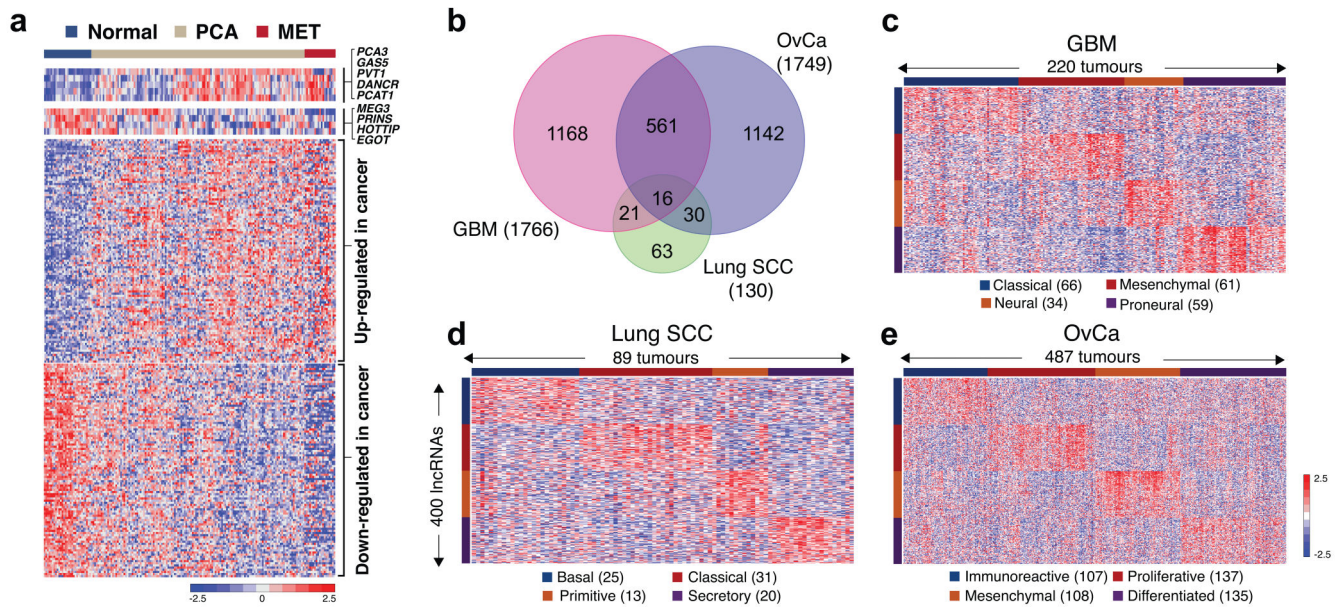 a
Normal PCA MET
PCA3
GAS5
PVT1
DANCR
PCAT1
MEG3
PRINS
HOTTIP
EGOT
Up-regulated in cancer
Down-regulated in cancer
-2.5 0 2.5
b
OvCa
(1749)
1168 561 1142
16
21 30
63
GBM (1766)
Lung SCC
(130)
c
GBM
220 tumours
Classical (66) Mesenchymal (61)
Neural (34) Proneural (59)
d
Lung SCC
89 tumours
400 lncRNAs
Basal (25) Classical (31)
Primitive (13) Secretory (20)
e
OvCa
487 tumours
2.5
0
-2.5
Immunoreactive (107) Proliferative (137)
Mesenchymal (108) Differentiated (135)